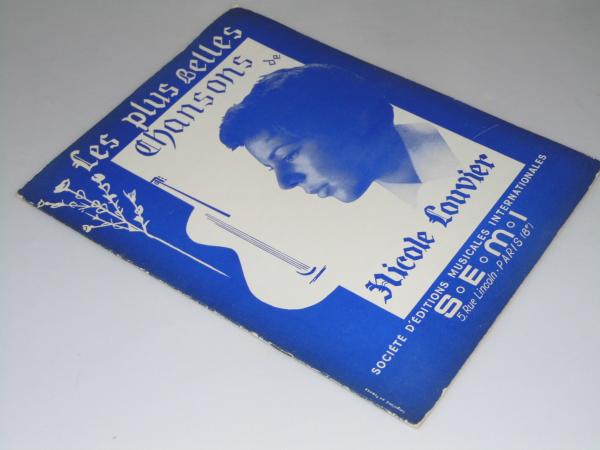 Les plus Belles
Chansons de
Nicole Louvier
SOCIÉTÉ D'ÉDITIONS MUSICALES INTERNATIONALES
S.E.M.I
5, Rue Lincoln - PARIS (8e)